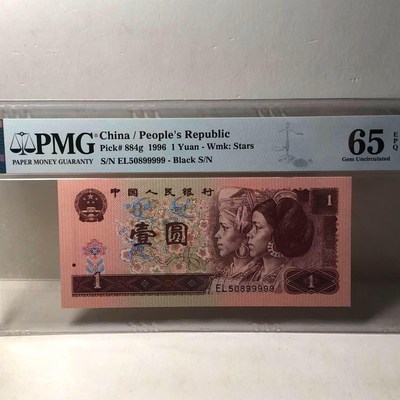 PMG
PAPER MONEY GUARANTY
China / People's Republic
Pick# 884g 1996 1 Yuan - Wmk: Stars
S/N EL50899999 - Black S/N
65
EPQ
Gem Uncirculated
中国人民银行
1
壹圆
1
1
EL50899999